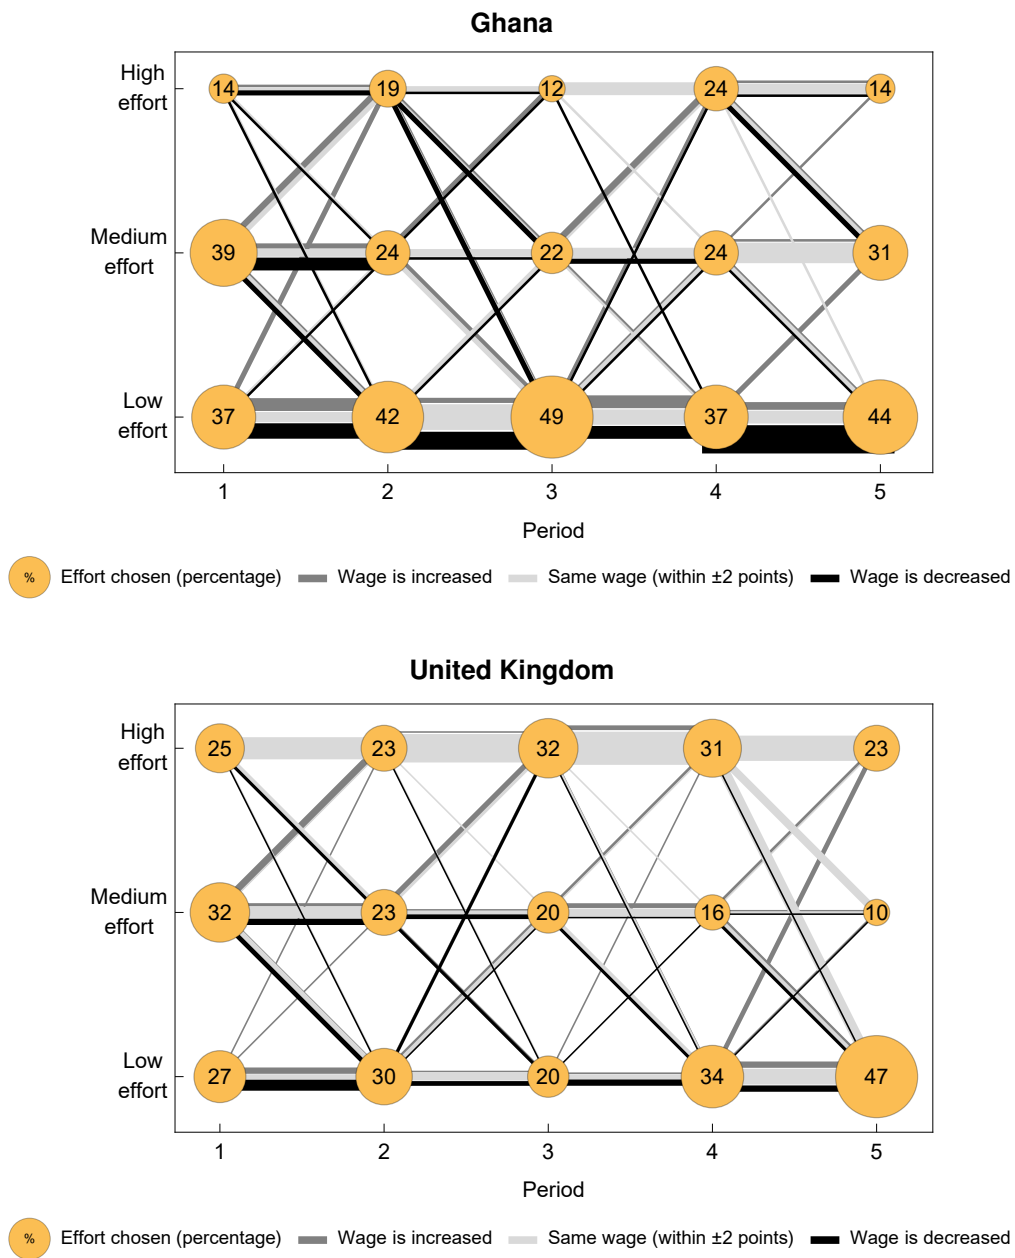 Ghana
High effort
14 19 12 24 14
Medium effort
39 24 22 24 31
Low effort
37 42 49 37 44
1 2 3 4 5
Period
% Effort chosen (percentage) Wage is increased Same wage (within ±2 points) Wage is decreased
United Kingdom
High effort
25 23 32 31 23
Medium effort
32 23 20 16 10
Low effort
27 30 20 34 47
1 2 3 4 5
Period
% Effort chosen (percentage) Wage is increased Same wage (within ±2 points) Wage is decreased